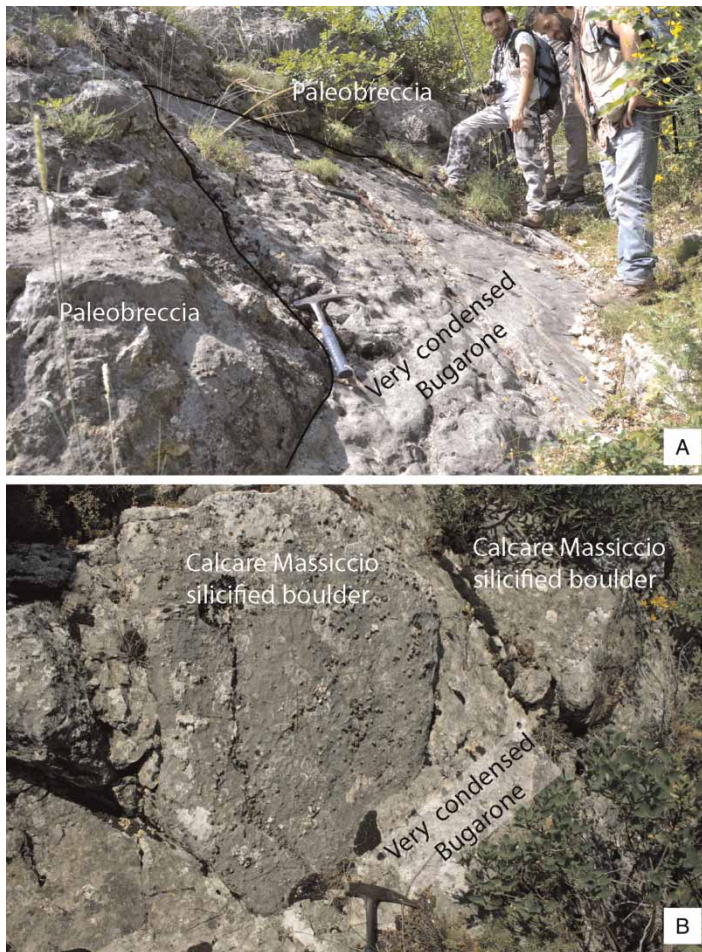 Paleobreccia
Paleobreccia
Very condensed
Bugarone
A
Calcare Massiccio
silicified boulder
Calcare Massiccio
silicified boulder
Very condensed
Bugarone
B